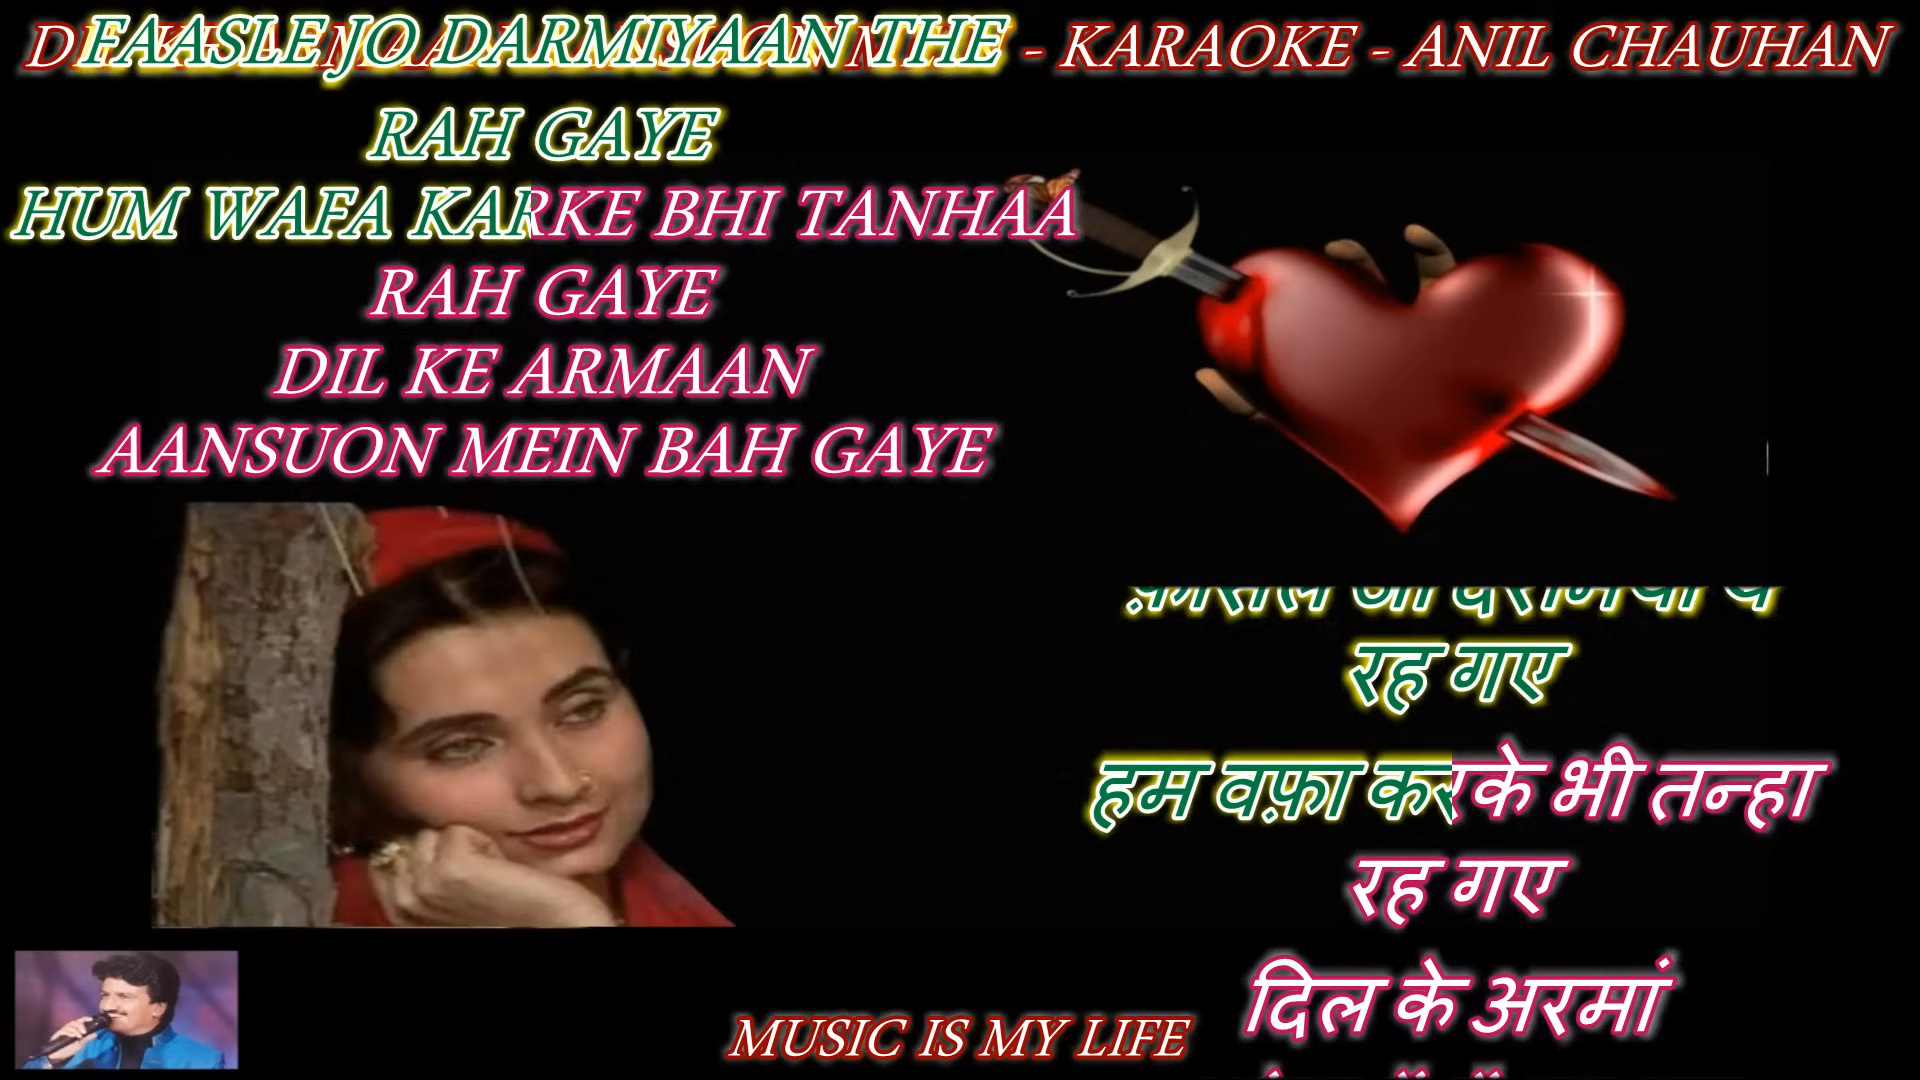 FAASLE JO DARMIYAAN THE - KARAOKE - ANIL CHAUHAN
RAH GAYE
HUM WAFA KARKE BHI TANHAA
RAH GAYE
DIL KE ARMAAN
AANSUON MEIN BAH GAYE
रह गए
हम वफ़ा करके भी तन्हा
रह गए
दिल के अरमां
MUSIC IS MY LIFE